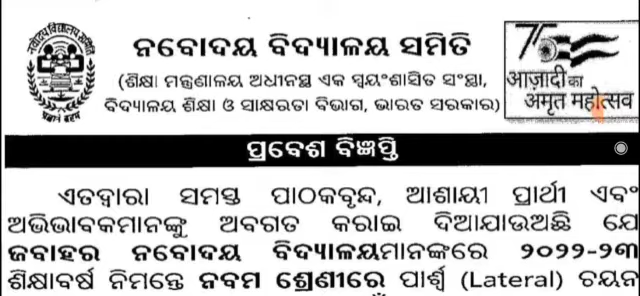 ନବୋଦୟ ବିଦ୍ୟାଳୟ ସମିତି
(ଶିକ୍ଷା ମନ୍ତ୍ରଣାଳୟ ଅଧୀନସ୍ଥ ଏକ ସ୍ୱୟଂଶାସିତ ସଂସ୍ଥା,
ବିଦ୍ୟାଳୟ ଶିକ୍ଷା ଓ ସାକ୍ଷରତା ବିଭାଗ, ଭାରତ ସରକାର)
75
आज़ादी का
अमृत महोत्सव
ପ୍ରବେଶ ବିଜ୍ଞପ୍ତି
ଏତଦ୍ୱାରା ସମସ୍ତ ପାଠକବୃନ୍ଦ, ଆଶାୟୀ ପ୍ରାର୍ଥୀ ଏବଂ
ଅଭିଭାବକମାନଙ୍କୁ ଅବଗତ କରାଇ ଦିଆଯାଉଅଛି ଯେ
ଜବାହର ନବୋଦୟ ବିଦ୍ୟାଳୟମାନଙ୍କରେ ୨୦୨୨-୨୩
ଶିକ୍ଷାବର୍ଷ ନିମନ୍ତେ ନବମ ଶ୍ରେଣୀରେ ପାର୍ଶ୍ୱ (Lateral) ଚୟନ